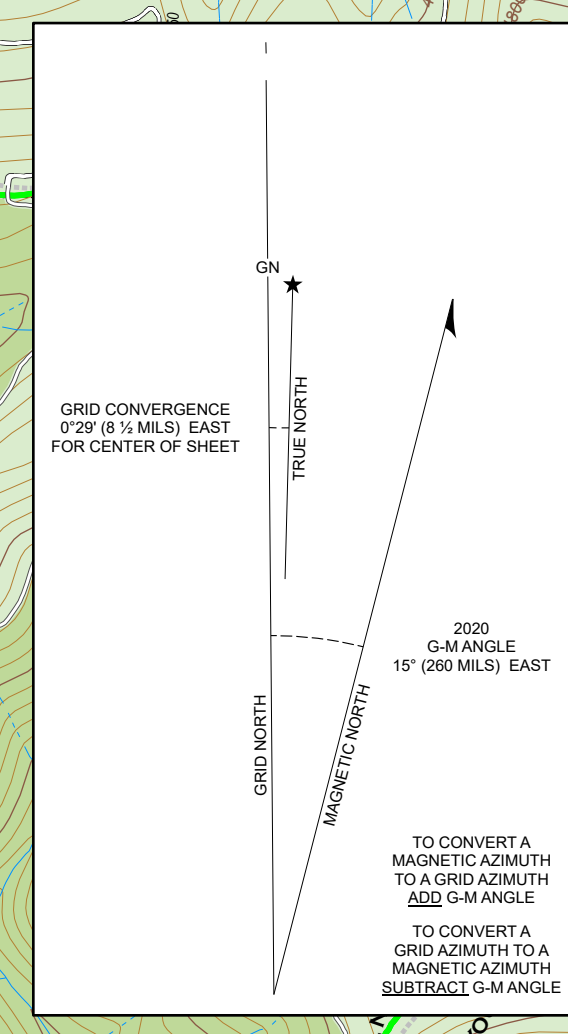 50
800
GN
GRID CONVERGENCE
0°29' (8 ½ MILS)  EAST
FOR CENTER OF SHEET
TRUE NORTH
2020
G-M ANGLE
15° (260 MILS)  EAST
GRID NORTH
MAGNETIC NORTH
TO CONVERT A
MAGNETIC AZIMUTH
TO A GRID AZIMUTH
ADD G-M ANGLE
TO CONVERT A
GRID AZIMUTH TO A
MAGNETIC AZIMUTH
SUBTRACT G-M ANGLE